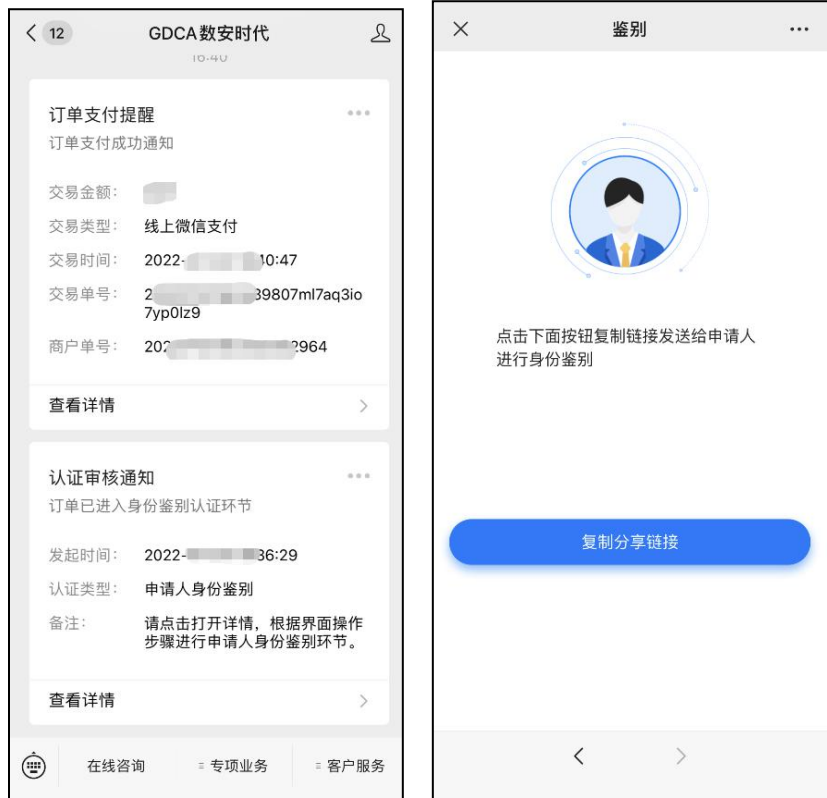 12
GDCA数安时代
16:40
订单支付提醒
订单支付成功通知
交易金额：
交易类型： 线上微信支付
交易时间： 2022- 0:47
交易单号： 2 39807ml7aq3io
7yp0lz9
商户单号： 202 2964
查看详情
认证审核通知
订单已进入身份鉴别认证环节
发起时间： 2022- 36:29
认证类型： 申请人身份鉴别
备注： 请点击打开详情，根据界面操作
步骤进行申请人身份鉴别环节。
查看详情
在线咨询
专项业务
客户服务
鉴别
点击下面按钮复制链接发送给申请人
进行身份鉴别
复制分享链接